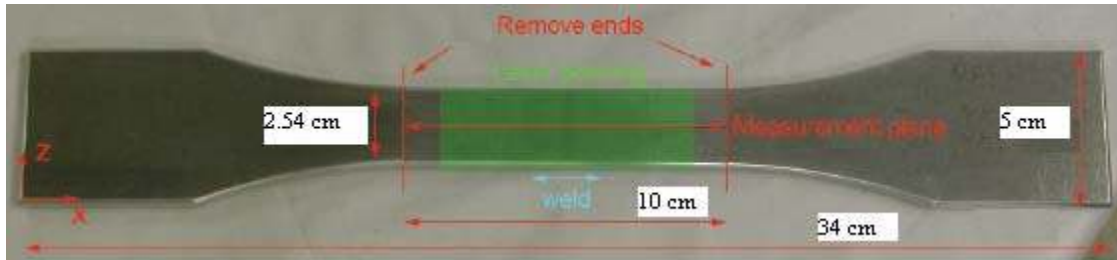 Remove ends
2.54 cm
Measurement plane
5 cm
Z
X
weld
10 cm
34 cm